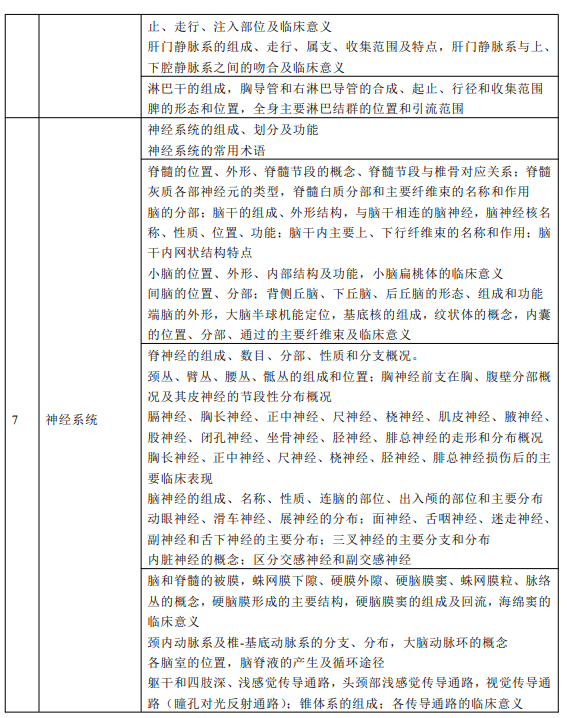 止、走行、注入部位及临床意义
肝门静脉系的组成、走行、属支、收集范围及特点，肝门静脉系与上、
下腔静脉系之间的吻合及临床意义
淋巴干的组成，胸导管和右淋巴导管的合成、起止、行径和收集范围
脾的形态和位置，全身主要淋巴结群的位置和引流范围
神经系统的组成、划分及功能
神经系统的常用术语
脊髓的位置、外形、脊髓节段的概念、脊髓节段与椎骨对应关系；脊髓
灰质各部神经元的类型，脊髓白质分部和主要纤维束的名称和作用
脑的分部；脑干的组成、外形结构，与脑干相连的脑神经，脑神经核名
称、性质、位置、功能；脑干内主要上、下行纤维束的名称和作用；脑
干内网状结构特点
小脑的位置、外形、内部结构及功能，小脑扁桃体的临床意义
间脑的位置、分部；背侧丘脑、下丘脑、后丘脑的形态、组成和功能
端脑的外形，大脑半球机能定位，基底核的组成，纹状体的概念，内囊
的位置、分部、通过的主要纤维束及临床意义
脊神经的组成、数目、分部、性质和分支概况。
颈丛、臂丛、腰丛、骶丛的组成和位置；胸神经前支在胸、腹壁分部概
况及其皮神经的节段性分布概况
7 神经系统
膈神经、胸长神经、正中神经、尺神经、桡神经、肌皮神经、腋神经、
股神经、闭孔神经、坐骨神经、胫神经、腓总神经的走形和分布概况
胸长神经、正中神经、尺神经、桡神经、胫神经、腓总神经损伤后的主
要临床表现
脑神经的组成、名称、性质、连脑的部位、出入颅的部位和主要分布
动眼神经、滑车神经、展神经的分布；面神经、舌咽神经、迷走神经、
副神经和舌下神经的主要分布；三叉神经的主要分支和分布
内脏神经的概念；区分交感神经和副交感神经
脑和脊髓的被膜，蛛网膜下隙、硬膜外隙、硬脑膜窦、蛛网膜粒、脉络
丛的概念，硬脑膜形成的主要结构，硬脑膜窦的组成及回流，海绵窦的
临床意义
颈内动脉系及椎-基底动脉系的分支、分布，大脑动脉环的概念
各脑室的位置，脑脊液的产生及循环途径
躯干和四肢深、浅感觉传导通路，头颈部浅感觉传导通路，视觉传导通
路（瞳孔对光反射通路）；锥体系的组成；各传导通路的临床意义